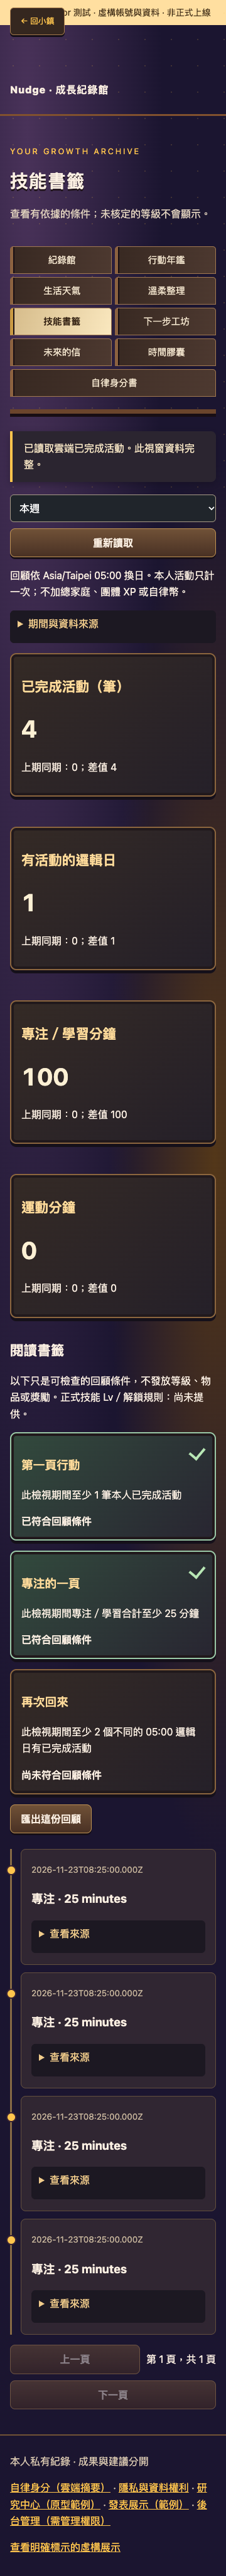 ← 回小鎮
or 測試 · 虛構帳號與資料 · 非正式上線
Nudge · 成長紀錄館
YOUR GROWTH ARCHIVE
技能書籤
查看有依據的條件；未核定的等級不會顯示。
紀錄館
行動年鑑
生活天氣
溫柔整理
技能書籤
下一步工坊
未來的信
時間膠囊
自律身分書
已讀取雲端已完成活動。此視窗資料完
整。
本週
重新讀取
回顧依 Asia/Taipei 05:00 換日。本人活動只計
一次；不加總家庭、團體 XP 或自律幣。
▶ 期間與資料來源
已完成活動（筆）
4
上期同期：0；差值 4
有活動的邏輯日
1
上期同期：0；差值 1
專注 / 學習分鐘
100
上期同期：0；差值 100
運動分鐘
0
上期同期：0；差值 0
閱讀書籤
以下只是可檢查的回顧條件，不發放等級、物
品或獎勵。正式技能 Lv / 解鎖規則：尚未提
供。
第一頁行動
此檢視期間至少 1 筆本人已完成活動
已符合回顧條件
專注的一頁
此檢視期間專注 / 學習合計至少 25 分鐘
已符合回顧條件
再次回來
此檢視期間至少 2 個不同的 05:00 邏輯
日有已完成活動
尚未符合回顧條件
匯出這份回顧
2026-11-23T08:25:00.000Z
專注 · 25 minutes
▶ 查看來源
2026-11-23T08:25:00.000Z
專注 · 25 minutes
▶ 查看來源
2026-11-23T08:25:00.000Z
專注 · 25 minutes
▶ 查看來源
2026-11-23T08:25:00.000Z
專注 · 25 minutes
▶ 查看來源
上一頁
第 1 頁，共 1 頁
下一頁
本人私有紀錄 · 成果與建議分開
自律身分（雲端摘要） · 隱私與資料權利 · 研
究中心（原型範例） · 發表展示（範例） · 後
台管理（需管理權限）
查看明確標示的虛構展示